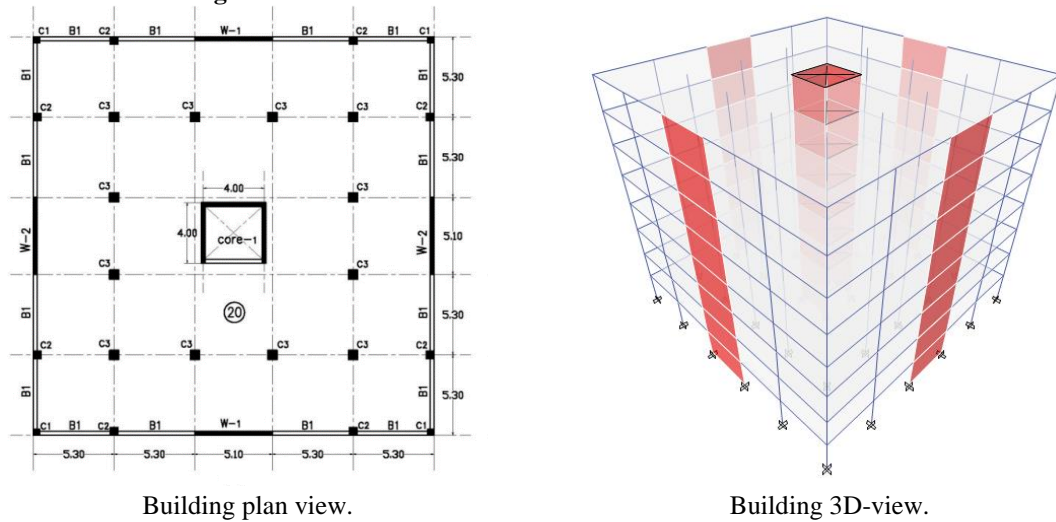 C1 B1 C2 B1 W-1 B1 C2 B1 C1
B1 B1 5.30
C2 C3 C3 C3 C3 C2
B1 B1 5.30
C3 4.00 C3
W-2 4.00 core-1 W-2 5.10
C3 C3
B1 20 B1 5.30
C2 C3 C3 C3 C3 C2
B1 B1 5.30
C1 B1 C2 B1 W-1 B1 C2 B1 C1
5.30 5.30 5.10 5.30 5.30
Building plan view.
Building 3D-view.